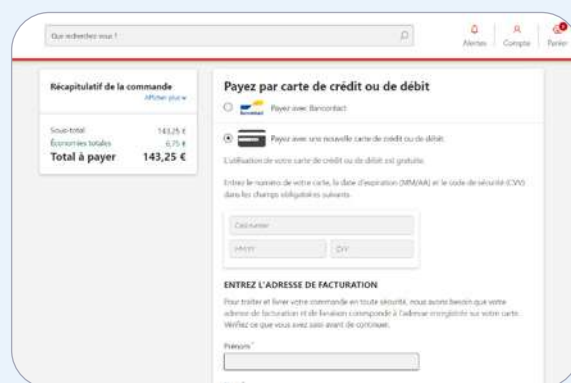 Que recherchez-vous ?
Alertes
Compte
Panier
Récapitulatif de la commande
Afficher plus
Sous-total 143,25 €
Économies totales 6,75 €
Total à payer 143,25 €
Payez par carte de crédit ou de débit
Payez avec Bancontact
Payez avec une nouvelle carte de crédit ou de débit
L'utilisation de votre carte de crédit ou de débit est gratuite.
Entrez le numéro de votre carte, la date d'expiration (MM/AA) et le code de sécurité (CVV)
dans les champs obligatoires suivants.
Card number
MM/YY
CVV
ENTREZ L'ADRESSE DE FACTURATION
Pour traiter et livrer votre commande en toute sécurité, nous avons besoin que votre
adresse de facturation et de livraison corresponde à l'adresse enregistrée sur votre carte.
Vérifiez ce que vous avez saisi avant de continuer.
Prénom *